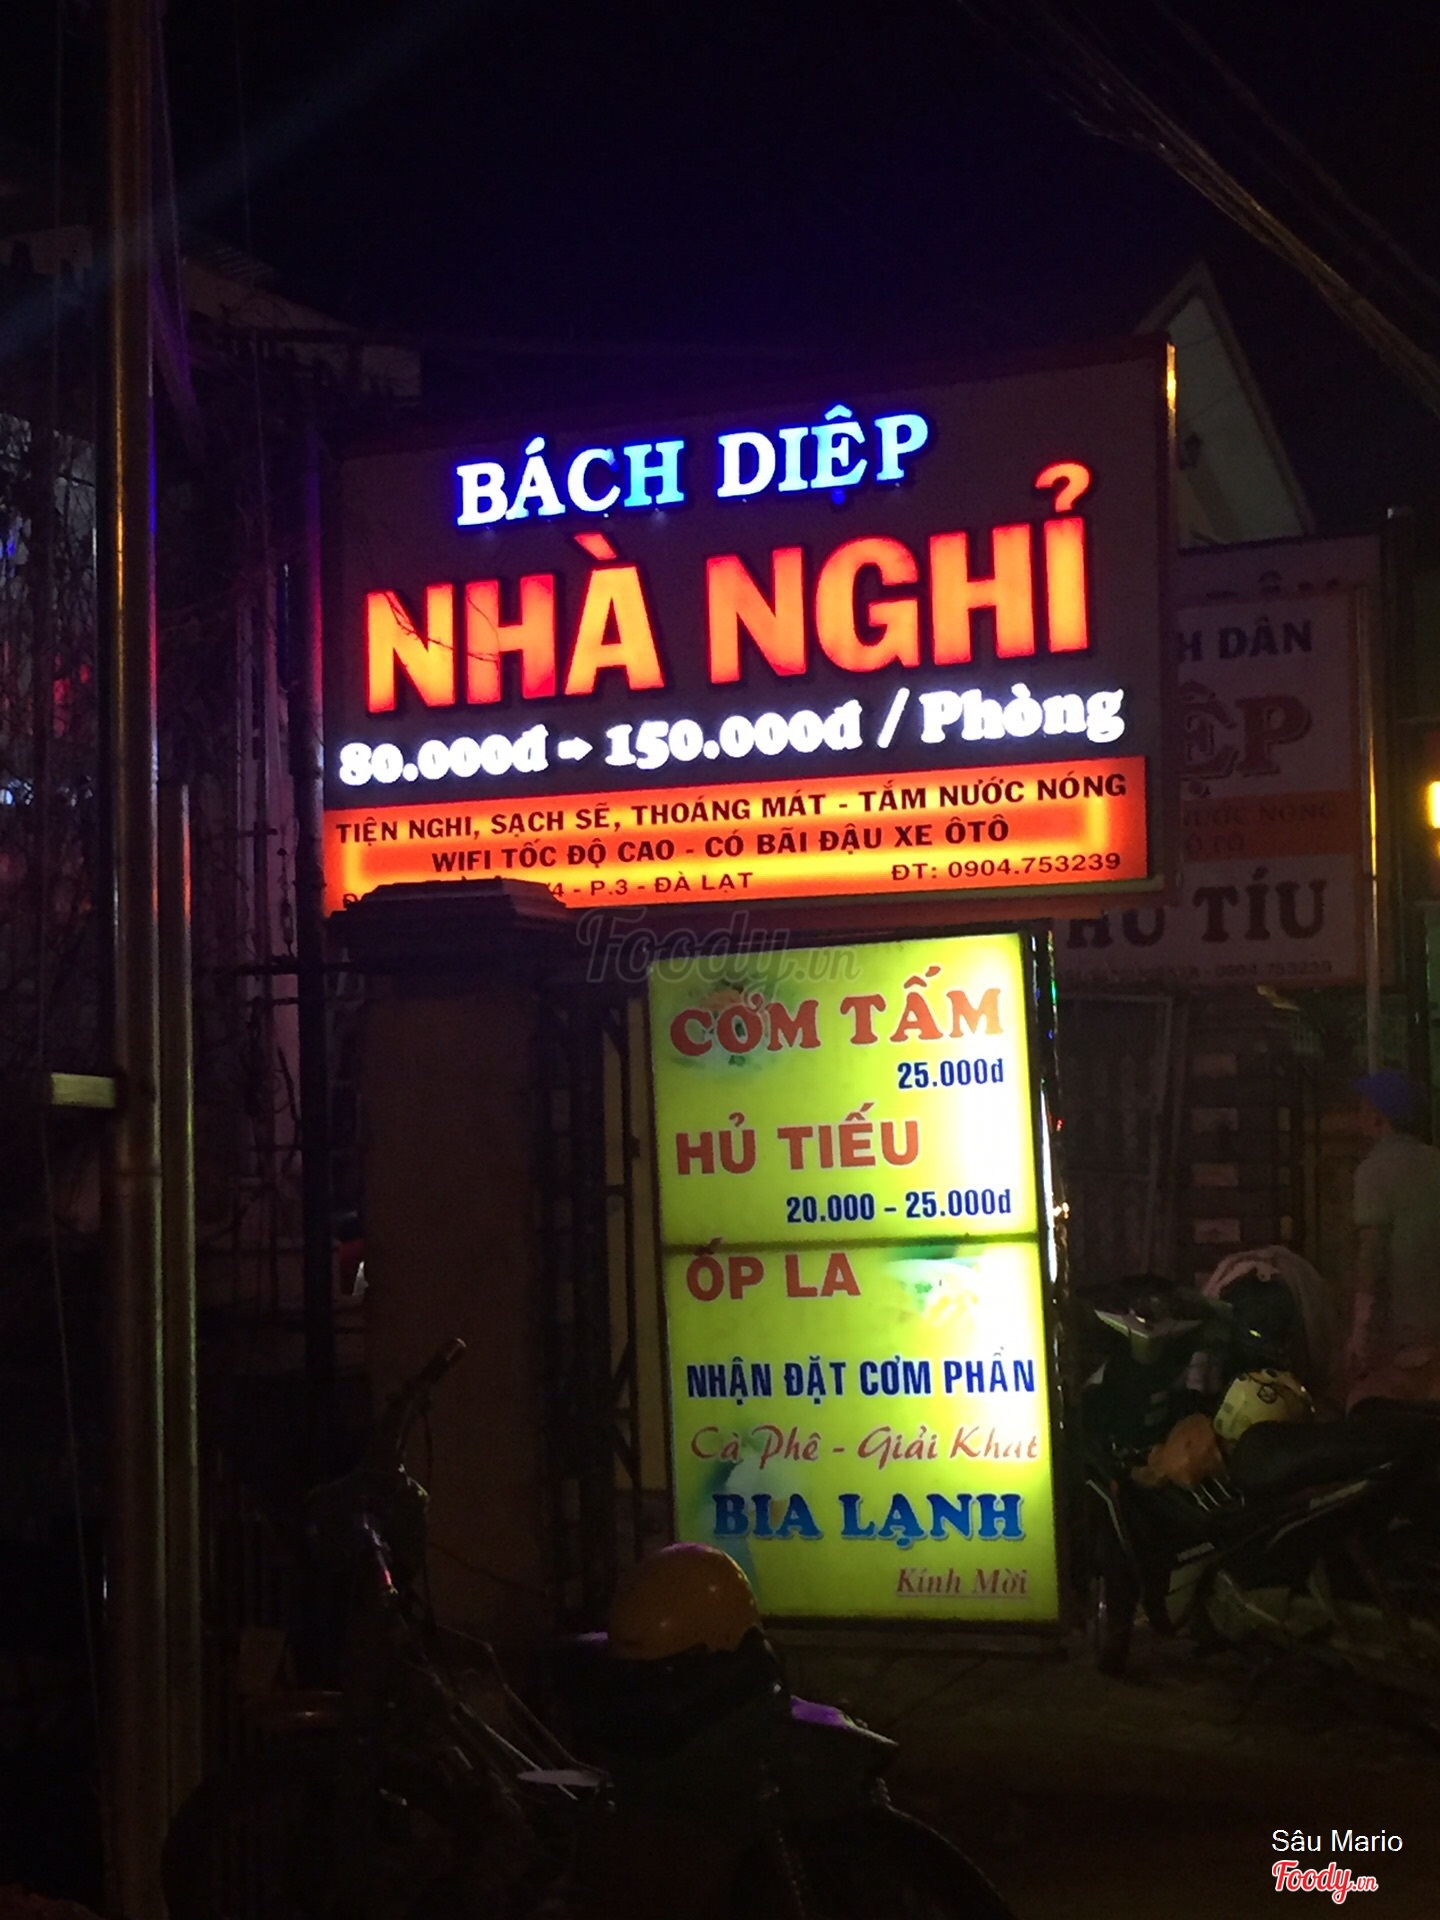 BÁCH DIỆP
NHÀ NGHỈ
80.000đ → 150.000đ / Phòng
TIỆN NGHI, SẠCH SẼ, THOÁNG MÁT - TẮM NƯỚC NÓNG
WIFI TỐC ĐỘ CAO - CÓ BÃI ĐẬU XE ÔTÔ
- P.3 - ĐÀ LẠT ĐT: 0904.753239
H DÂN
ỆP
TÍU
Foody.vn
CƠM TẤM
25.000đ
HỦ TIẾU
20.000 - 25.000đ
ỐP LA
NHẬN ĐẶT CƠM PHẦN
Cà Phê - Giải Khát
BIA LẠNH
Kính Mời
Sâu Mario
Foody.vn